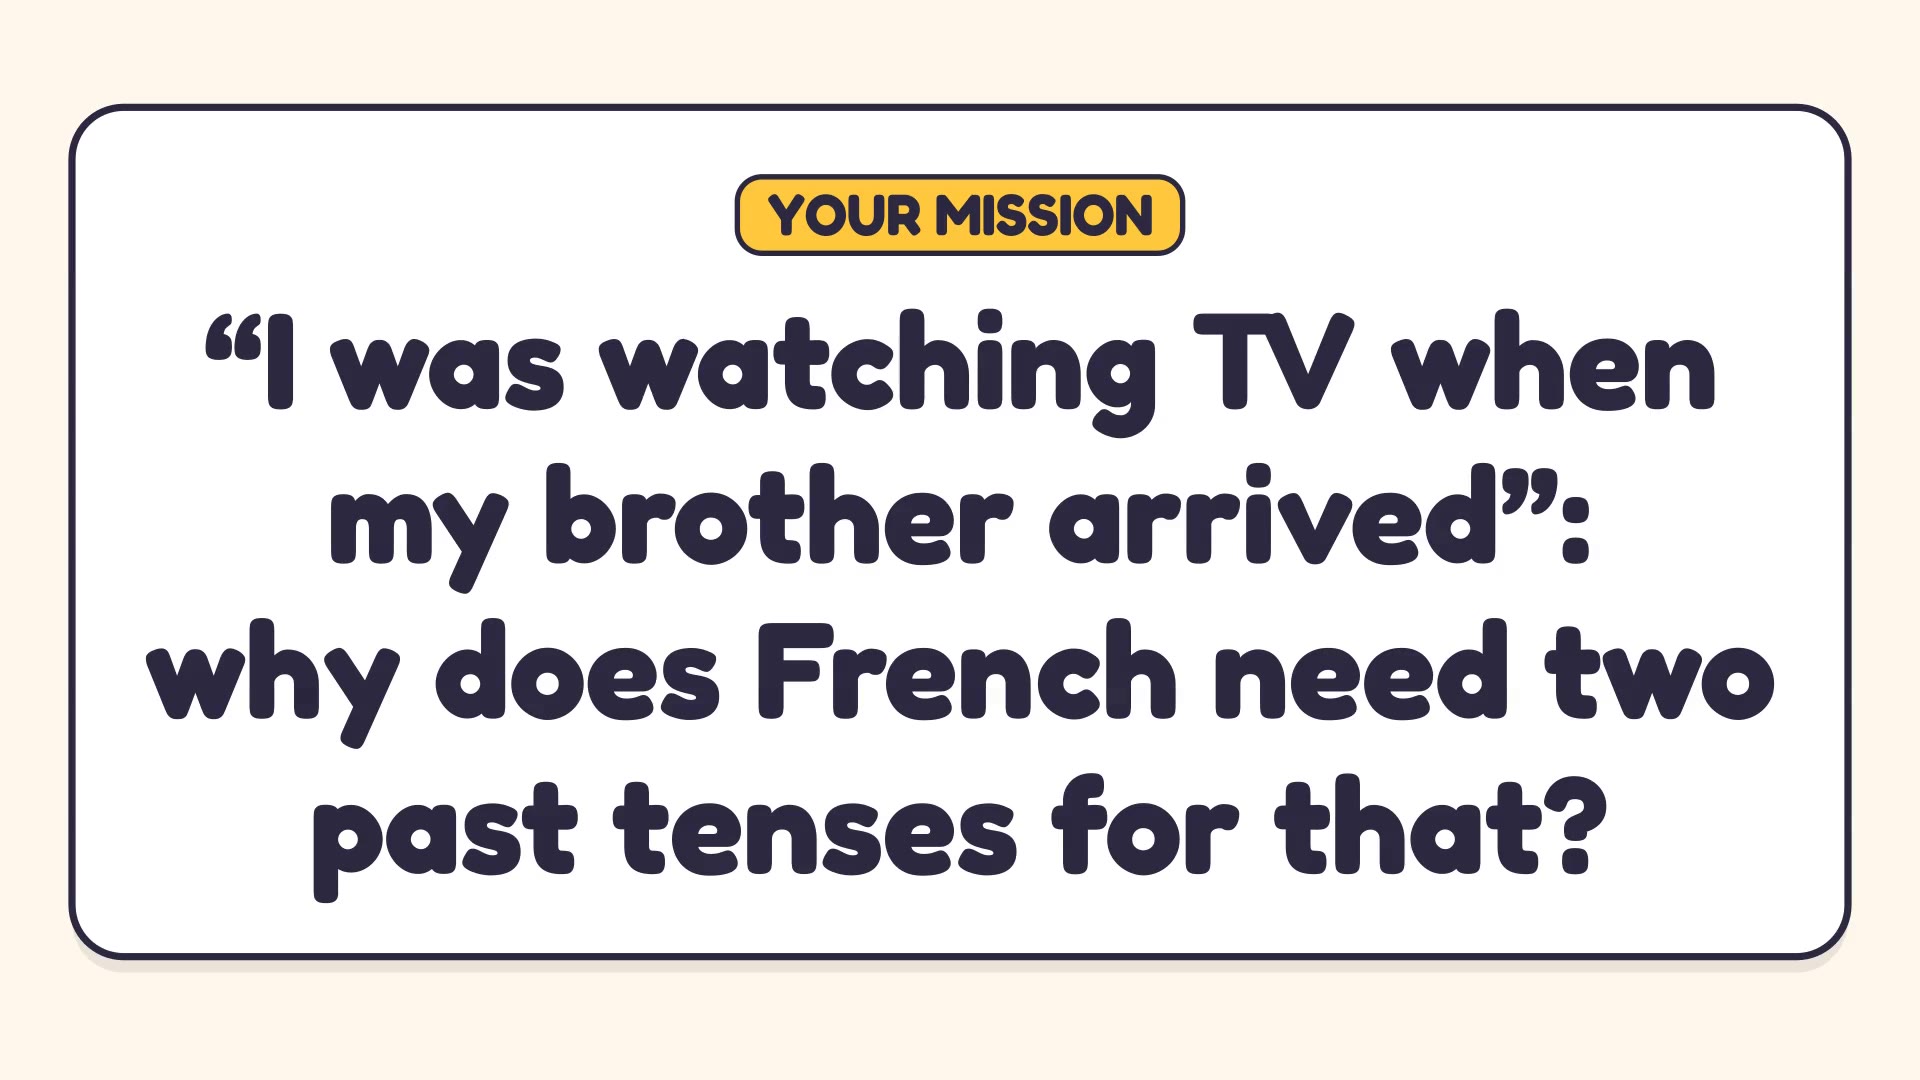 YOUR MISSION
“I was watching TV when
my brother arrived”:
why does French need two
past tenses for that?